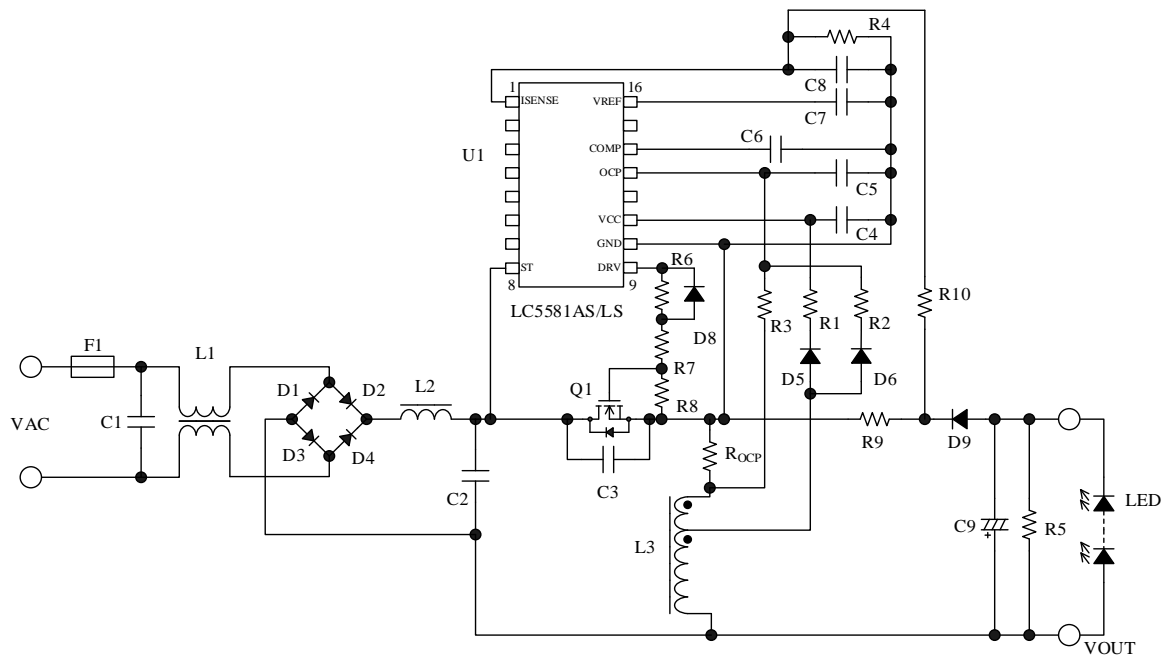 R4
1
16
ISENSE
VREF
C8
C7
C6
U1
COMP
OCP
C5
VCC
C4
GND
ST
DRV
R6
8
9
LC5581AS/LS
R3
R1
R2
R10
D8
F1
L1
R7
D5
D6
D1
D2
L2
Q1
R8
VAC
C1
D3
D4
R9
D9
ROCP
C2
C3
LED
L3
C9
R5
+
VOUT